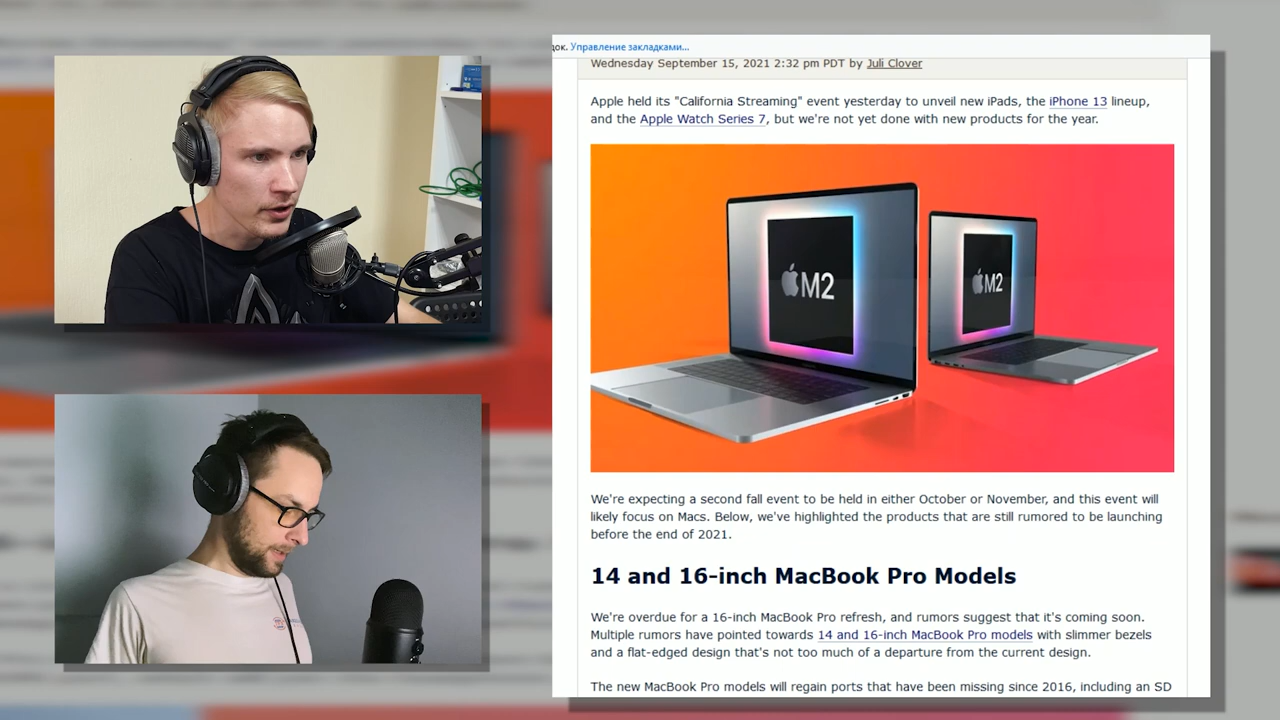 док. Управление закладками...
Wednesday September 15, 2021 2:32 pm PDT by Juli Clover
Apple held its "California Streaming" event yesterday to unveil new iPads, the iPhone 13 lineup,
and the Apple Watch Series 7, but we're not yet done with new products for the year.
M2
M2
We're expecting a second fall event to be held in either October or November, and this event will
likely focus on Macs. Below, we've highlighted the products that are still rumored to be launching
before the end of 2021.
14 and 16-inch MacBook Pro Models
We're overdue for a 16-inch MacBook Pro refresh, and rumors suggest that it's coming soon.
Multiple rumors have pointed towards 14 and 16-inch MacBook Pro models with slimmer bezels
and a flat-edged design that's not too much of a departure from the current design.
The new MacBook Pro models will regain ports that have been missing since 2016, including an SD